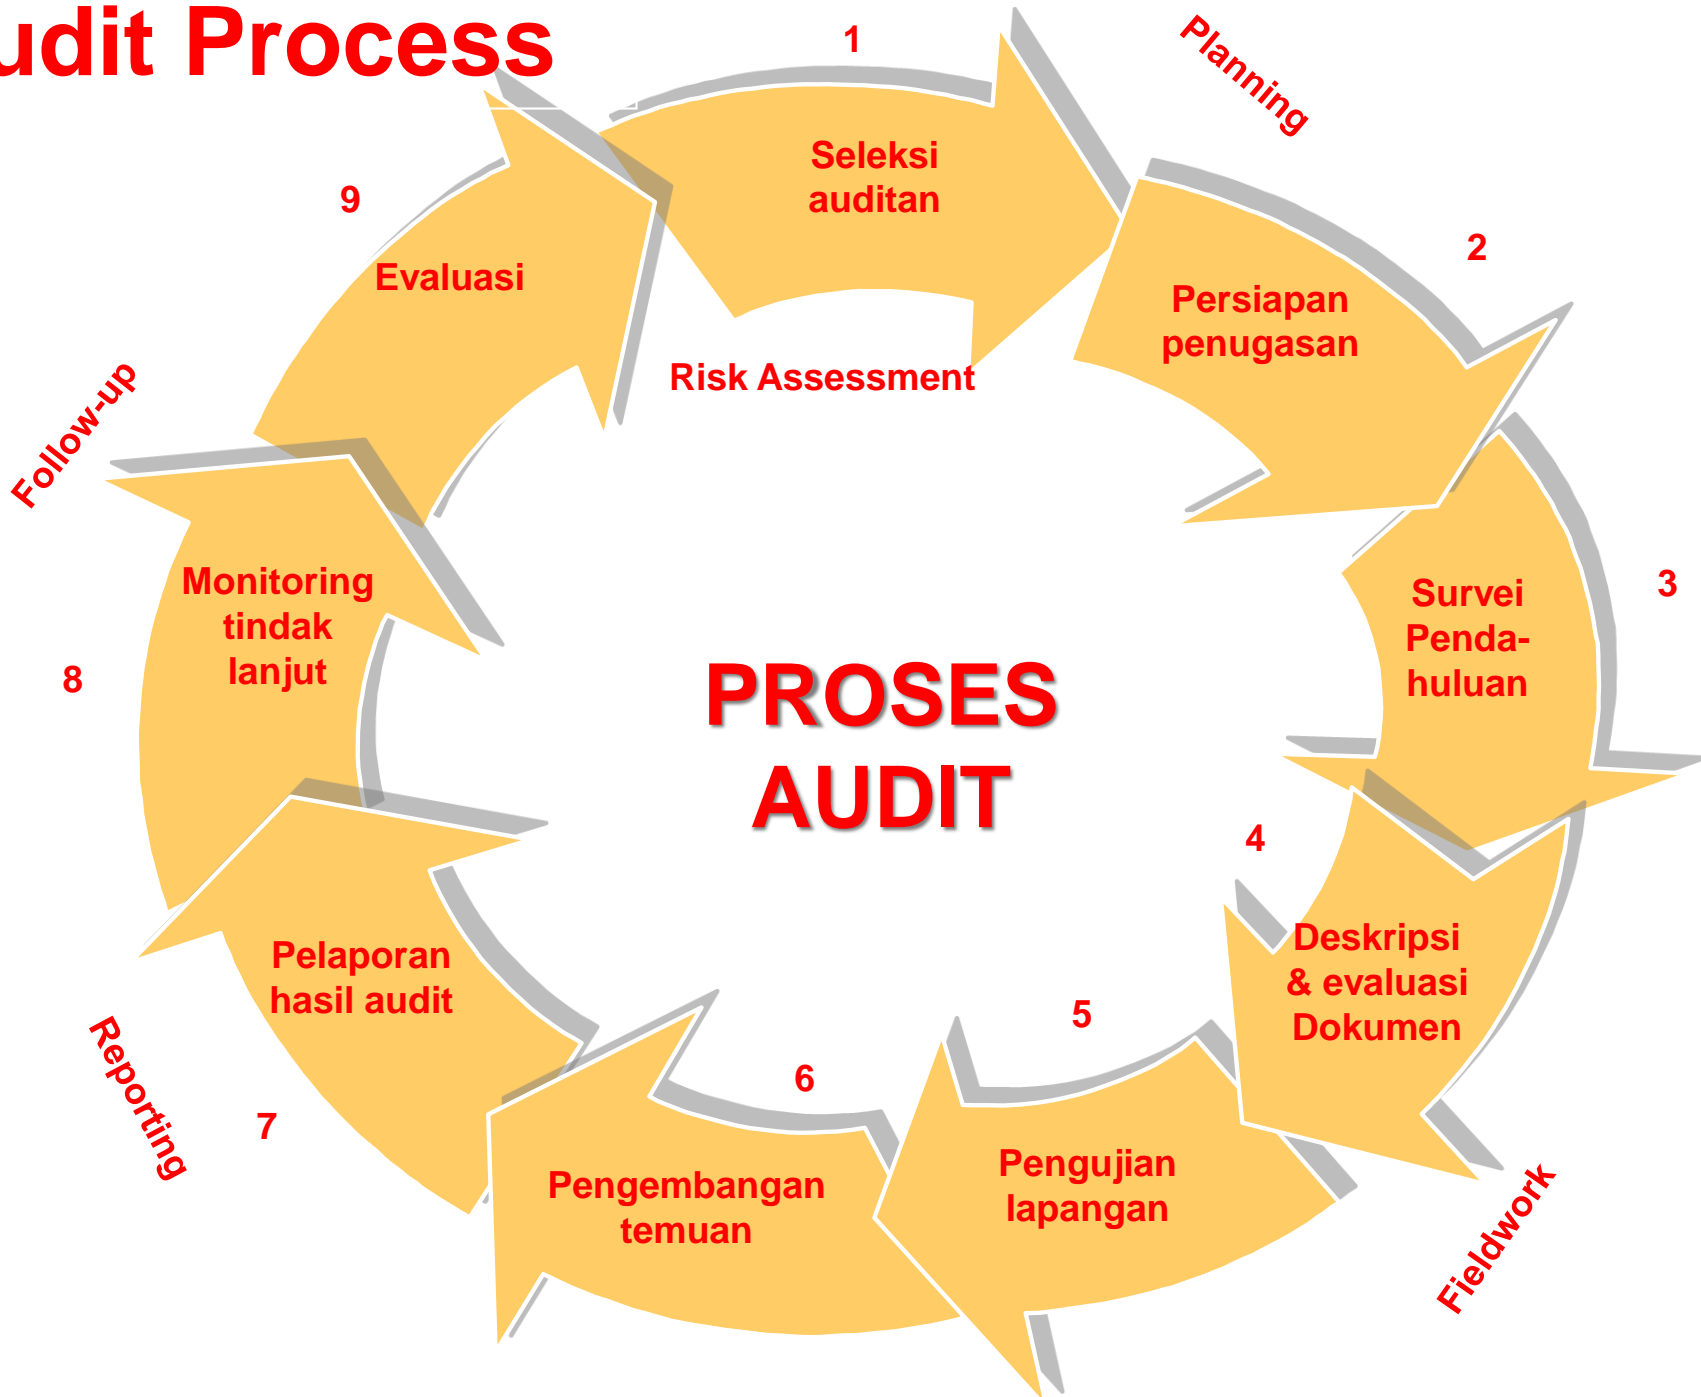 udit Process
1
Planning
Seleksi
auditan
Risk Assessment
2
Persiapan
penugasan
3
Survei
Penda-
huluan
4
Deskripsi
& evaluasi
Dokumen
Fieldwork
5
Pengujian
lapangan
6
Pengembangan
temuan
7
Pelaporan
hasil audit
Reporting
8
Monitoring
tindak
lanjut
Follow-up
9
Evaluasi
PROSES
AUDIT